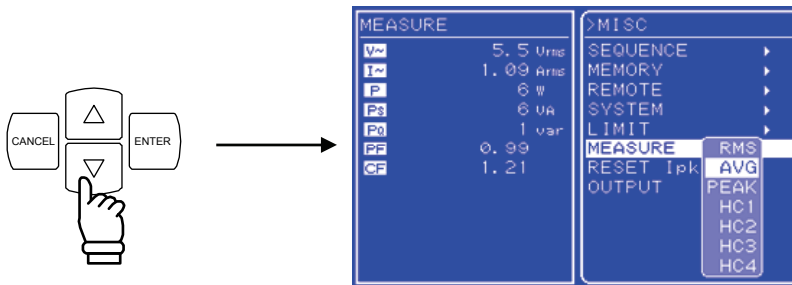 CANCEL
ENTER
MEASURE
V~ 5.5 Vrms
I~ 1.09 Arms
P 6 W
Ps 6 VA
PQ 1 var
PF 0.99
CF 1.21
>MISC
SEQUENCE
MEMORY
REMOTE
SYSTEM
LIMIT
MEASURE
RESET Ipk
OUTPUT
RMS
AVG
PEAK
HC1
HC2
HC3
HC4